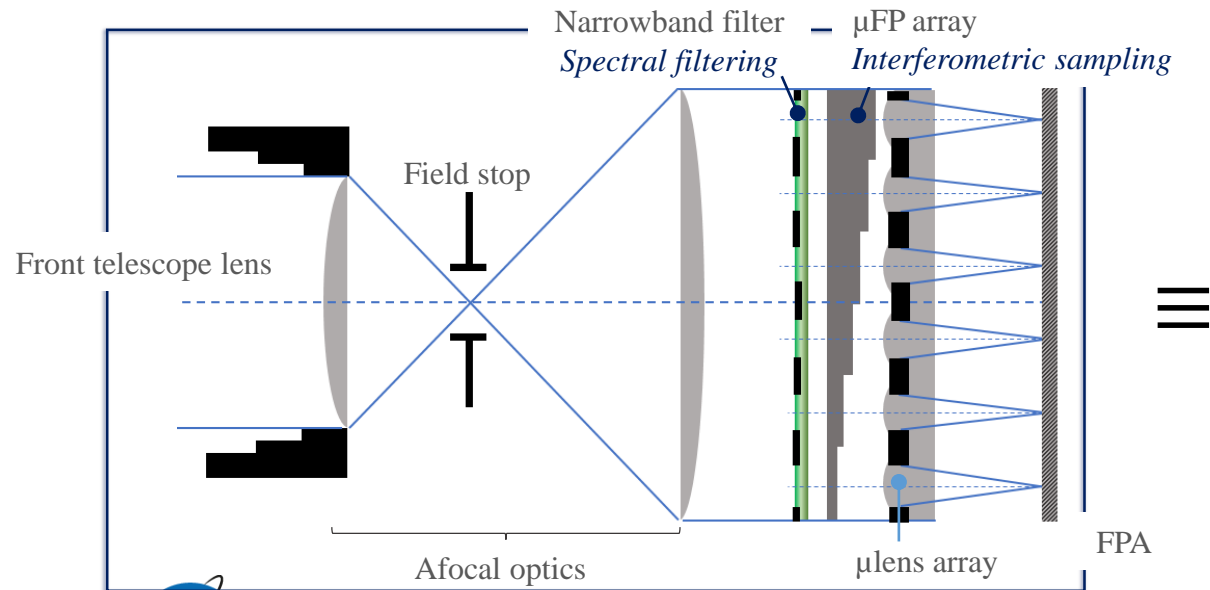 Narrowband filter
Spectral filtering
µFP array
Interferometric sampling
Field stop
Front telescope lens
Afocal optics
µlens array
FPA